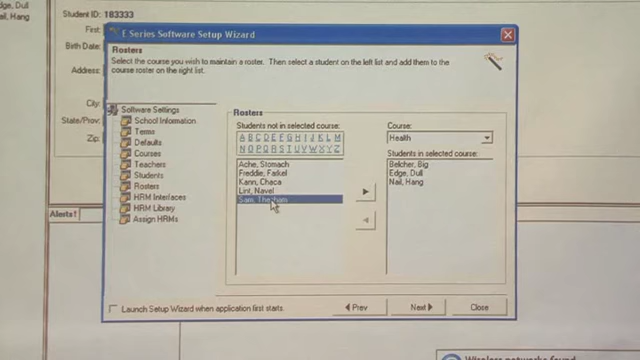 dge, Dull
ail, Hang
Student ID: 183333
First
Birth Date:
Address:
City:
State/Prov:
Zip:
Alerts!
E Series Software Setup Wizard
Rosters
Select the course you wish to maintain a roster. Then select a student on the left list and add them to the
course roster on the right list.
Software Settings
School Information
Terms
Defaults
Courses
Teachers
Students
Rosters
HRM Interfaces
HRM Library
Assign HRMs
Rosters
Students not in selected course:
A B C D E F G H I J K L M
N O P Q R S T U V W X Y Z
Ache, Stomach
Freddie, Farkel
Kann, Chaca
Lint, Navel
Sam,
Course:
Health
Students in selected course:
Belcher, Big
Edge, Dull
Nail, Hang
Launch Setup Wizard when application first starts
Prev
Next
Close
Wireless networks found